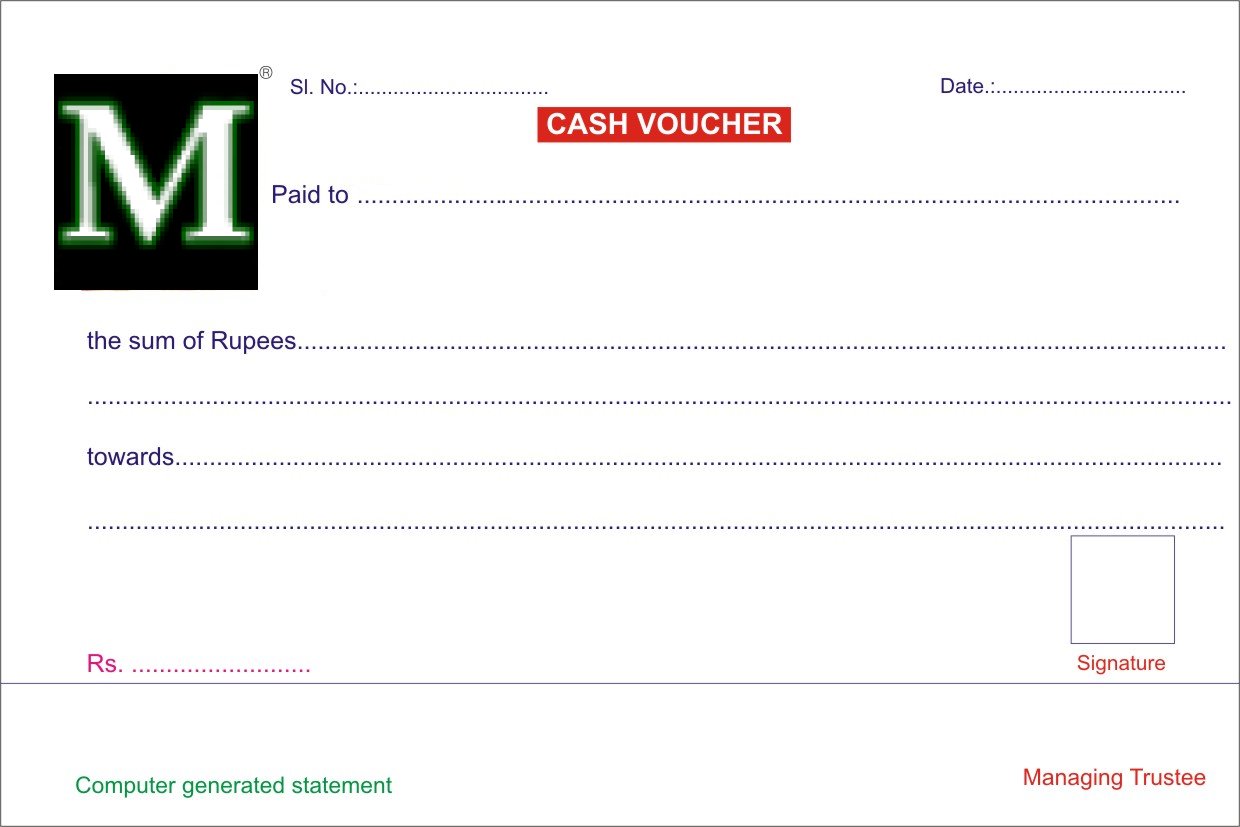 M ®
Sl. No.:................................. Date.:.................................
CASH VOUCHER
Paid to ........................................................................................................................
the sum of Rupees.......................................................................................................................................
......................................................................................................................................................................
towards........................................................................................................................................................
.....................................................................................................................................................................
Rs. ..........................
Signature
Computer generated statement
Managing Trustee